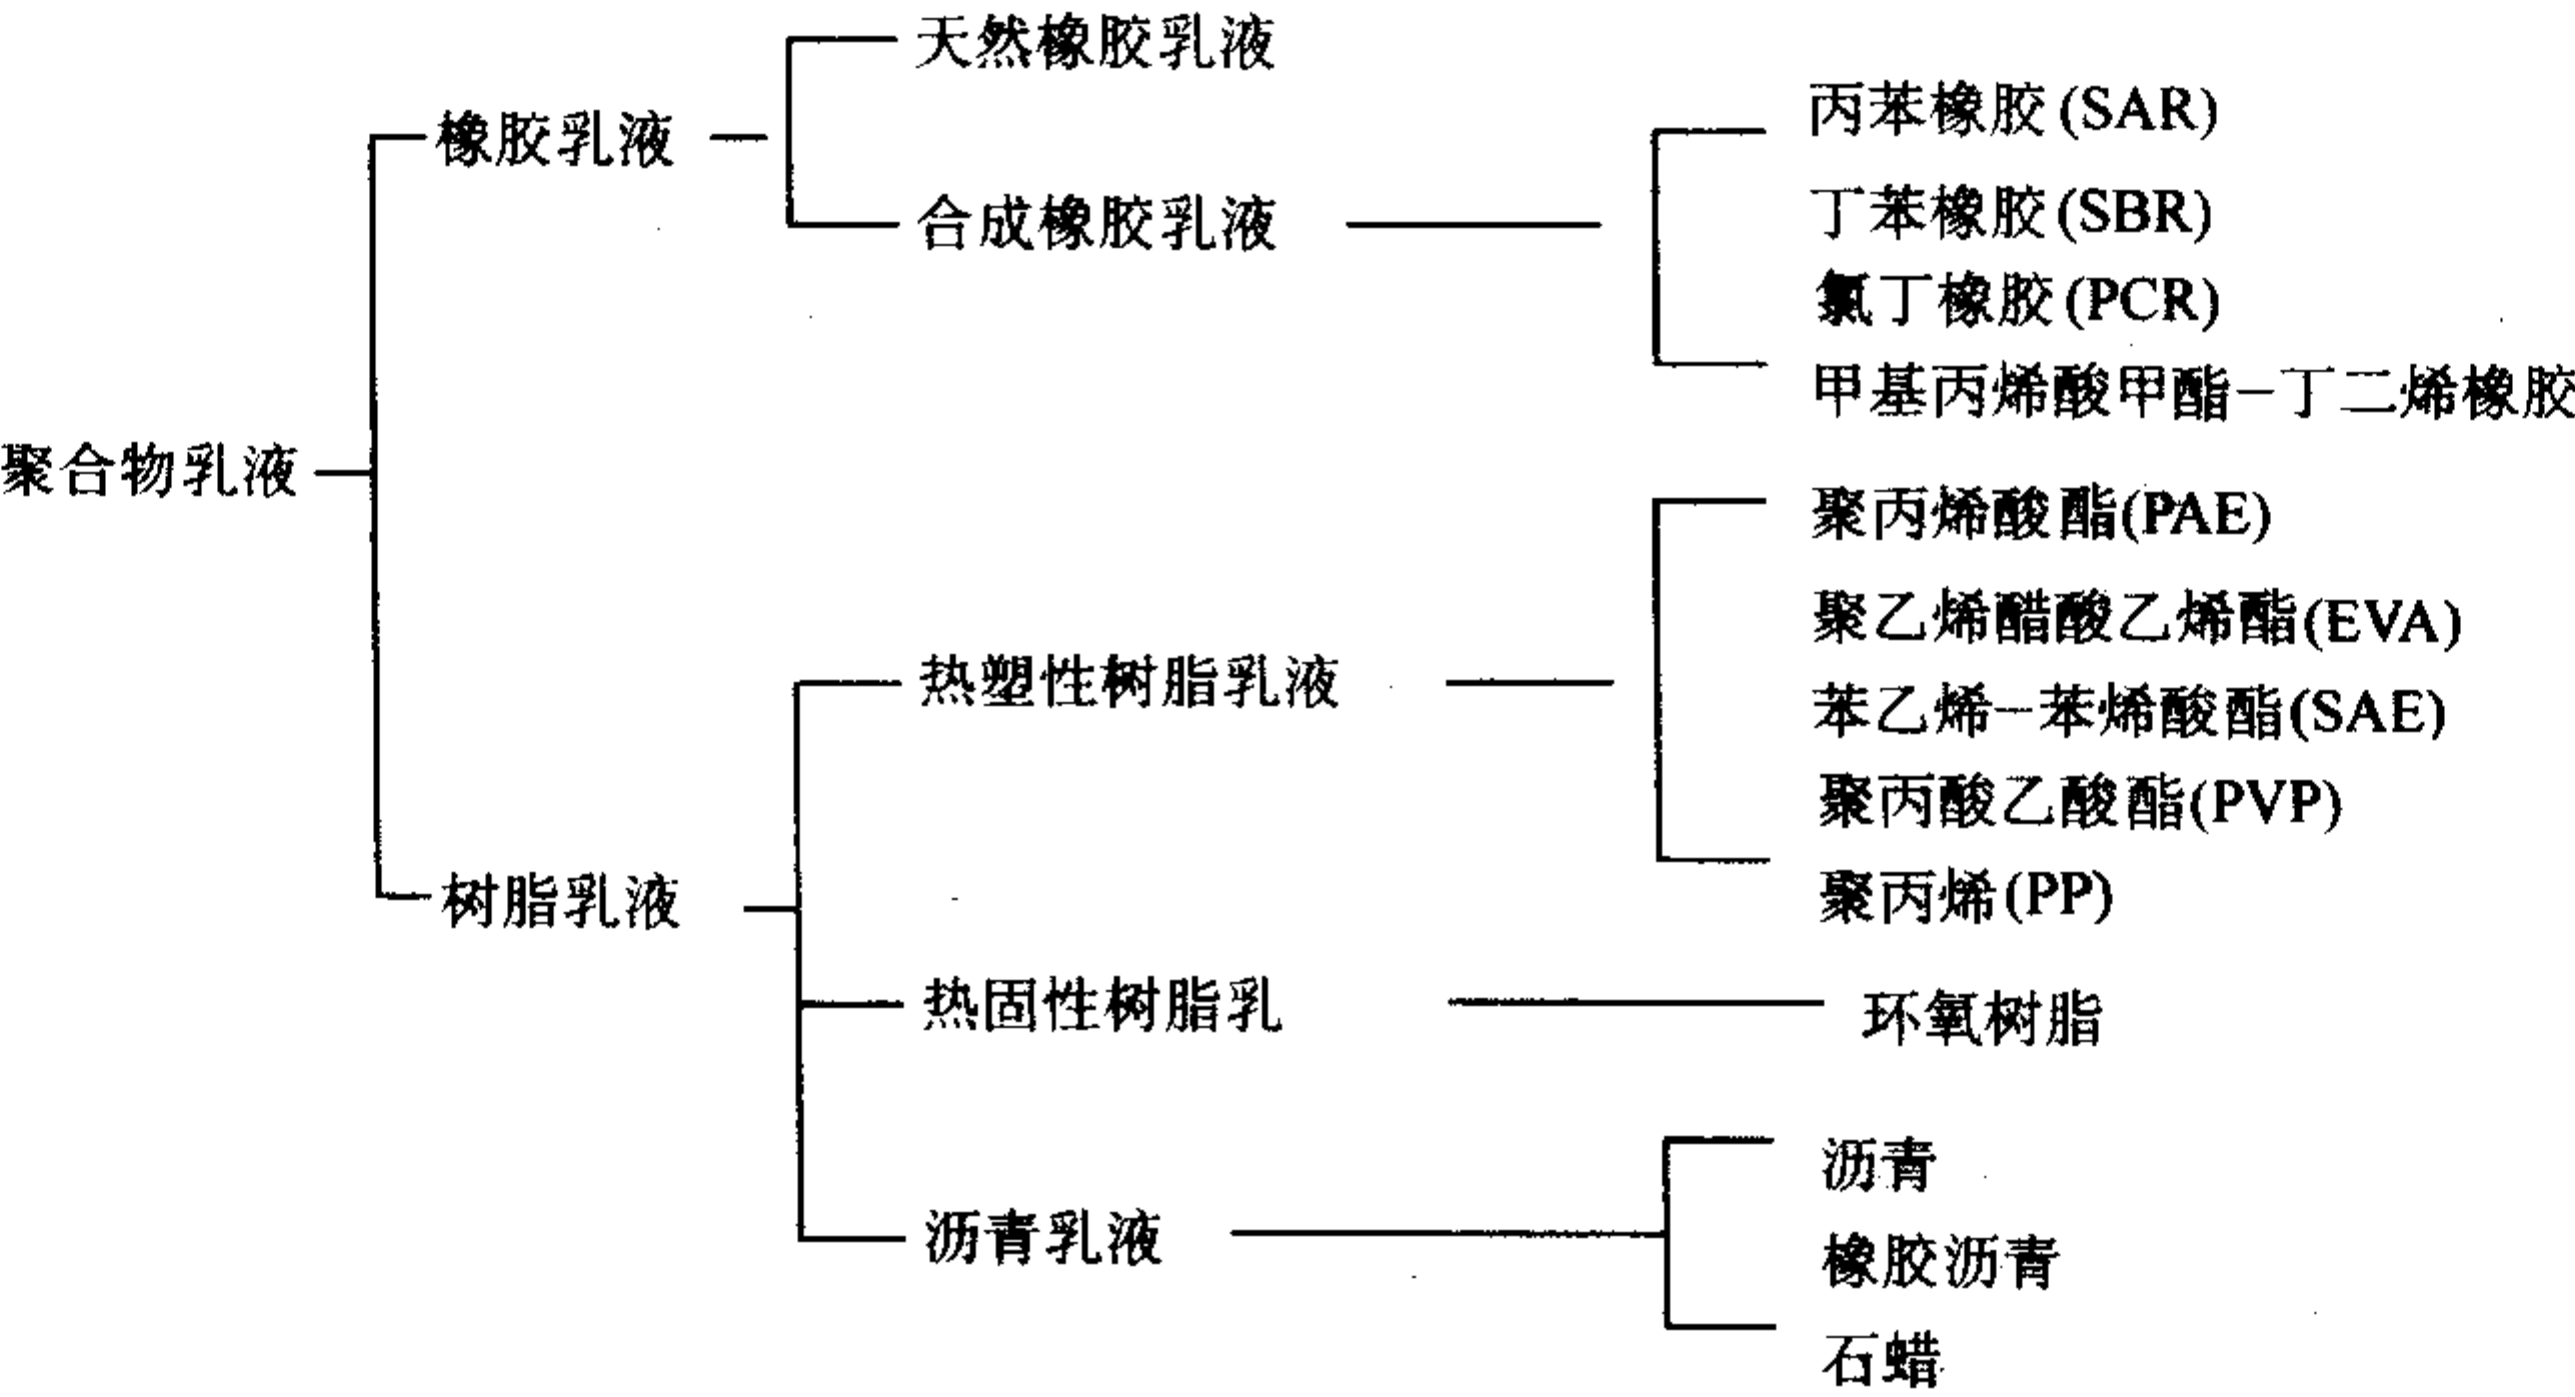 聚合物乳液
橡胶乳液
天然橡胶乳液
合成橡胶乳液
丙苯橡胶(SAR)
丁苯橡胶(SBR)
氯丁橡胶(PCR)
甲基丙烯酸甲酯-丁二烯橡胶
树脂乳液
热塑性树脂乳液
聚丙烯酸酯(PAE)
聚乙烯醋酸乙烯酯(EVA)
苯乙烯-苯烯酸酯(SAE)
聚丙酸乙酸酯(PVP)
聚丙烯(PP)
热固性树脂乳
环氧树脂
沥青乳液
沥青
橡胶沥青
石蜡